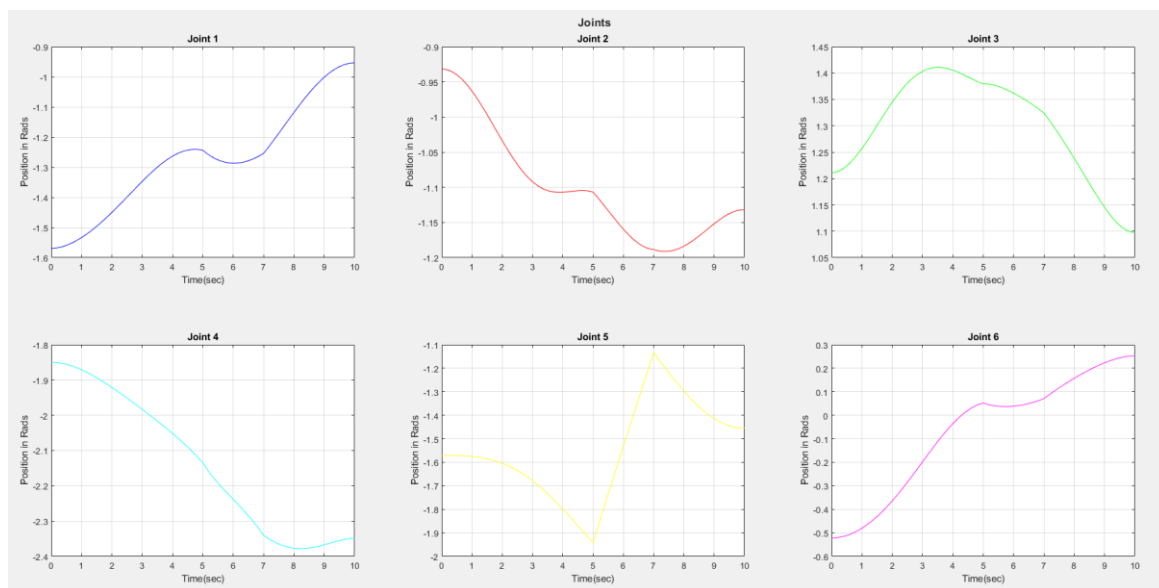 Joints
Joint 1
-0.9
-1
-1.1
-1.2
-1.3
-1.4
-1.5
-1.6
Position in Rads
0 1 2 3 4 5 6 7 8 9 10
Time(sec)
Joint 2
-0.9
-0.95
-1
-1.05
-1.1
-1.15
-1.2
Position in Rads
0 1 2 3 4 5 6 7 8 9 10
Time(sec)
Joint 3
1.45
1.4
1.35
1.3
1.25
1.2
1.15
1.1
1.05
Position in Rads
0 1 2 3 4 5 6 7 8 9 10
Time(sec)
Joint 4
-1.8
-1.9
-2
-2.1
-2.2
-2.3
-2.4
Position in Rads
0 1 2 3 4 5 6 7 8 9 10
Time(sec)
Joint 5
-1.1
-1.2
-1.3
-1.4
-1.5
-1.6
-1.7
-1.8
-1.9
-2
Position in Rads
0 1 2 3 4 5 6 7 8 9 10
Time(sec)
Joint 6
0.3
0.2
0.1
0
-0.1
-0.2
-0.3
-0.4
-0.5
-0.6
Position in Rads
0 1 2 3 4 5 6 7 8 9 10
Time(sec)